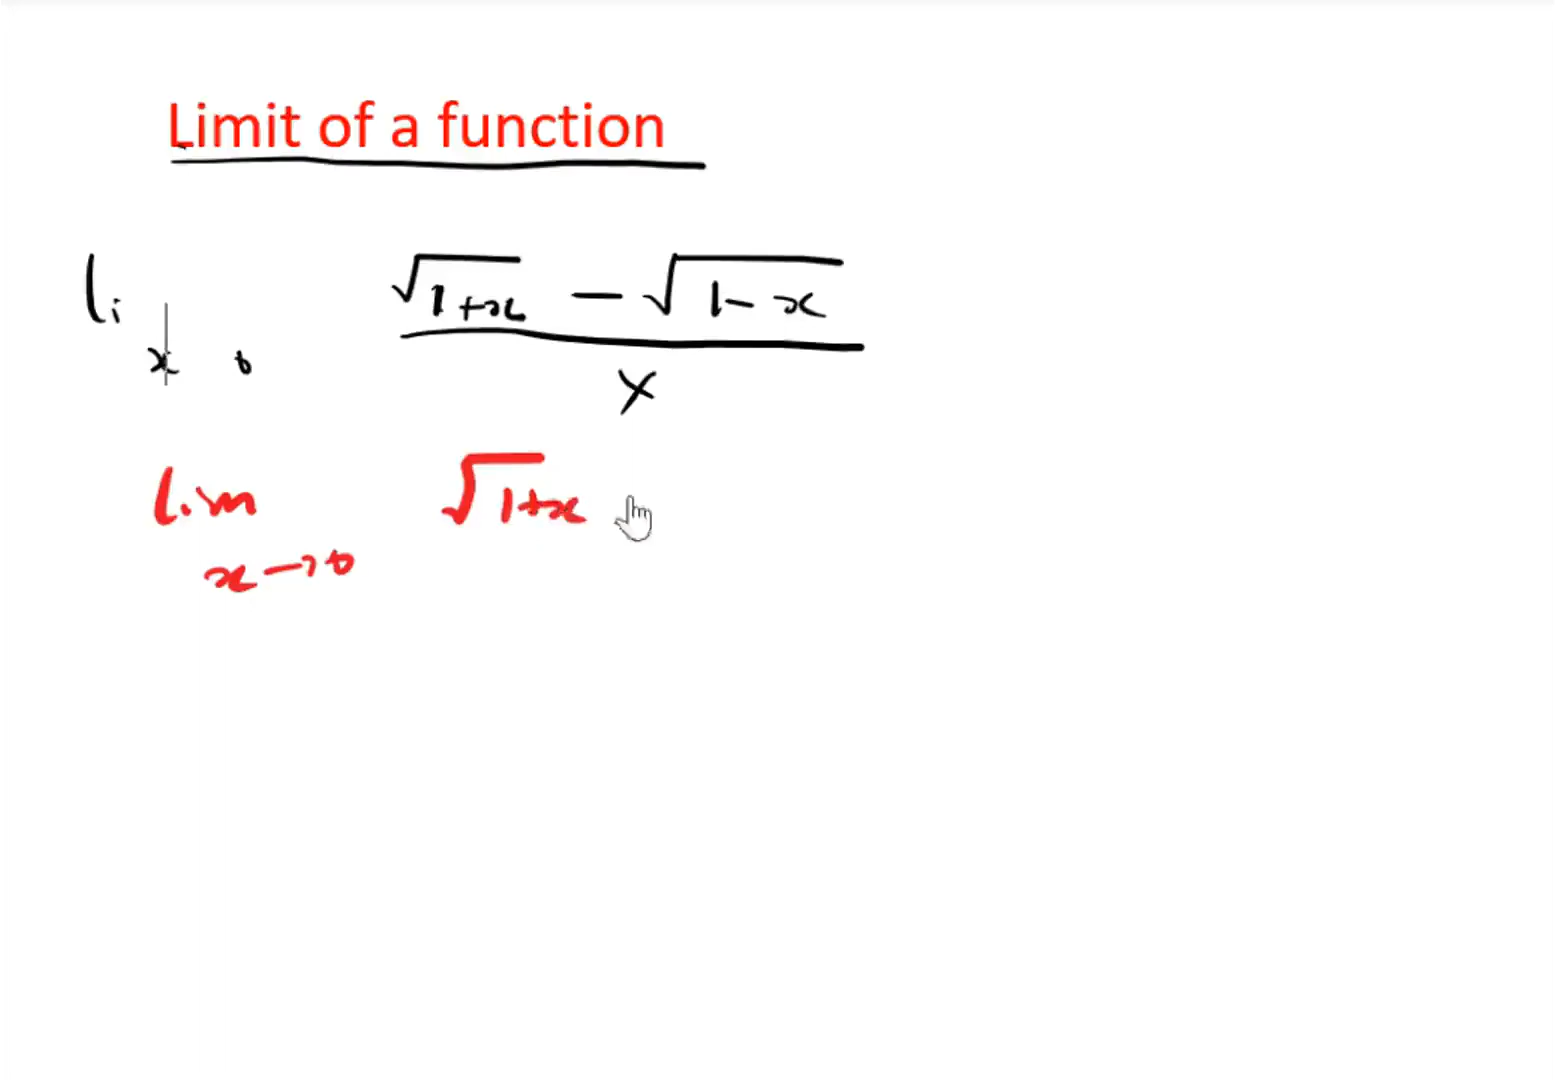 Limit of a function
li √1+x - √1-x
x 0
x
lim √1+x
x→0